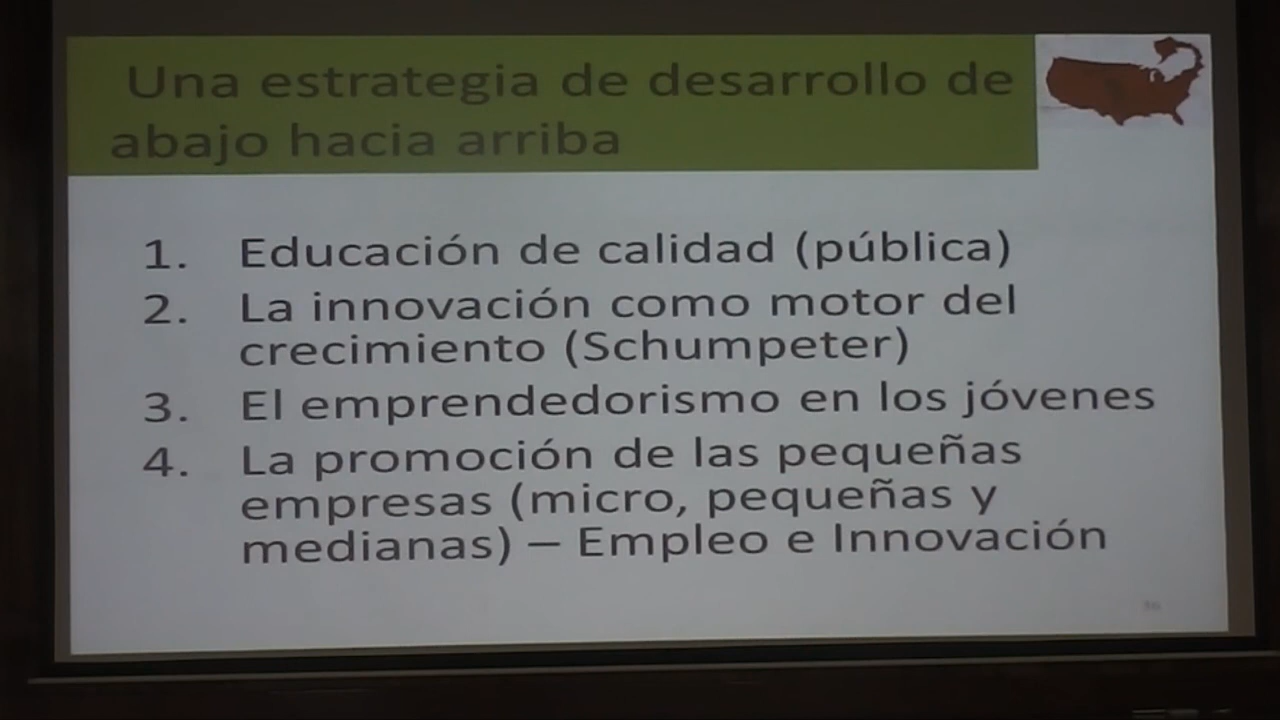 Una estrategia de desarrollo de
abajo hacia arriba
1. Educación de calidad (pública)
2. La innovación como motor del
crecimiento (Schumpeter)
3. El emprendedorismo en los jóvenes
4. La promoción de las pequeñas
empresas (micro, pequeñas y
medianas) – Empleo e Innovación